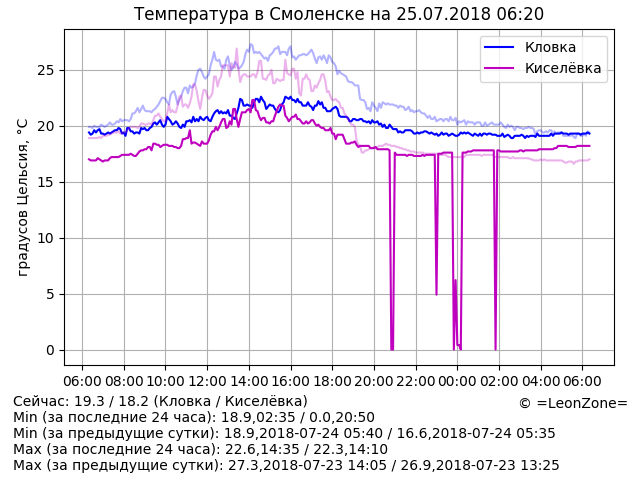 Температура в Смоленске на 25.07.2018 06:20
градусов Цельсия, °С
25
20
15
10
5
0
Кловка
Киселёвка
06:00 08:00 10:00 12:00 14:00 16:00 18:00 20:00 22:00 00:00 02:00 04:00 06:00
Сейчас: 19.3 / 18.2 (Кловка / Киселёвка)
© =LeonZone=
Min (за последние 24 часа): 18.9,02:35 / 0.0,20:50
Min (за предыдущие сутки): 18.9,2018-07-24 05:40 / 16.6,2018-07-24 05:35
Max (за последние 24 часа): 22.6,14:35 / 22.3,14:10
Max (за предыдущие сутки): 27.3,2018-07-23 14:05 / 26.9,2018-07-23 13:25